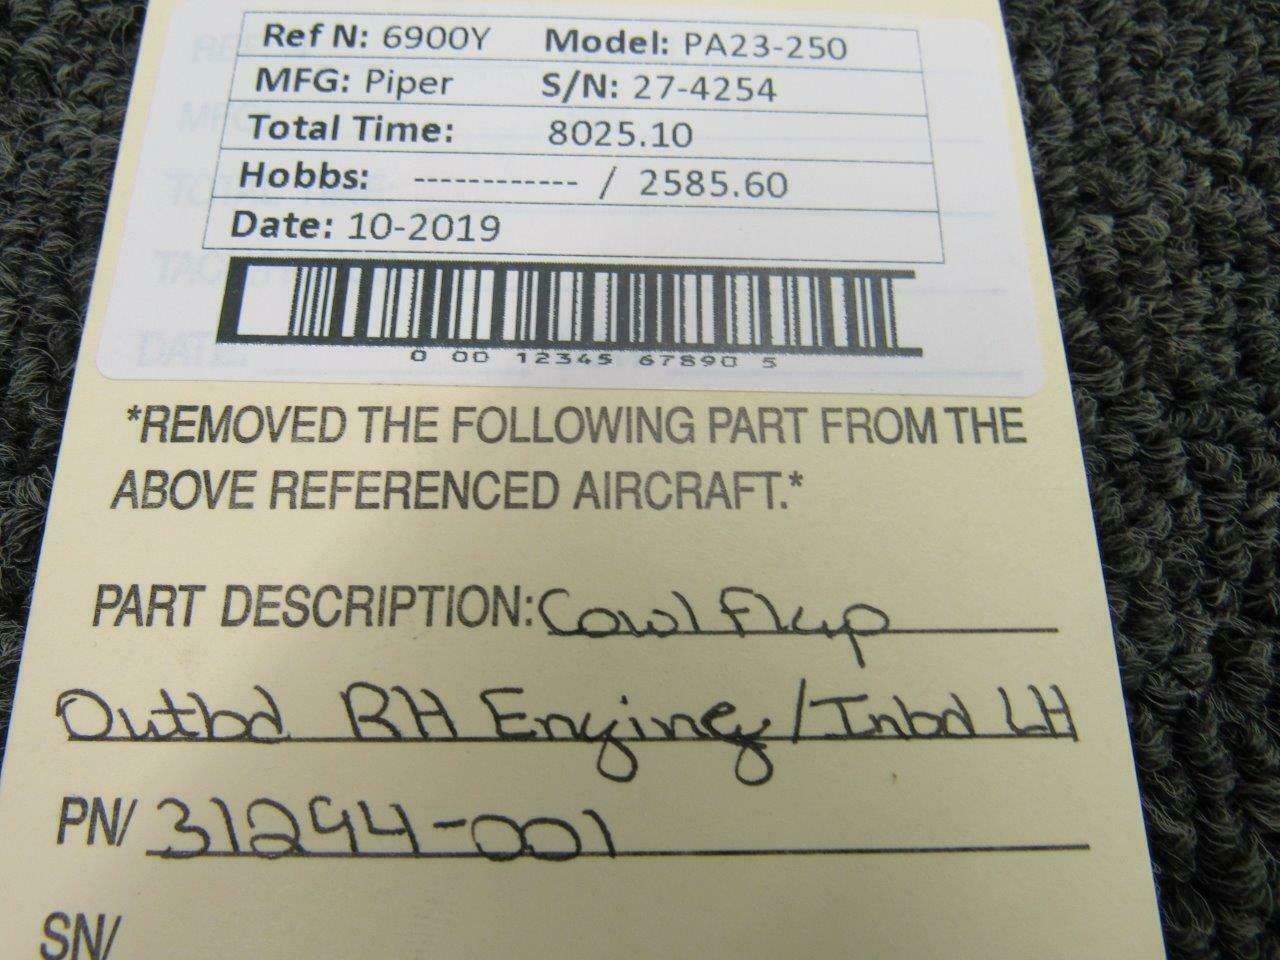 Ref N: 6900Y Model: PA23-250
MFG: Piper S/N: 27-4254
Total Time: 8025.10
Hobbs: ------------ / 2585.60
Date: 10-2019
0 00 12345 67890 5
*REMOVED THE FOLLOWING PART FROM THE
ABOVE REFERENCED AIRCRAFT.*
PART DESCRIPTION: Cowl Flap
Outbd RH Engine/Inbd LH
PN/ 31294-001
SN/